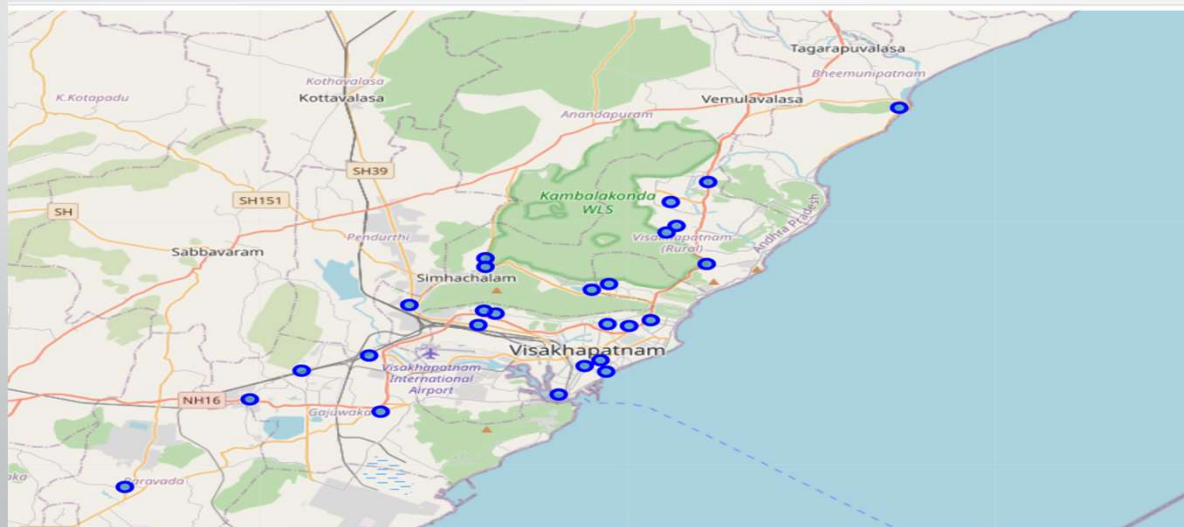 Tagarapuvalasa
Bheemunipatnam
Kothavalasa
K.Kotapadu
Kottavalasa
Vemulavalasa
Anandapuram
SH39
Kambalakonda
WLS
SH151
SH
Andhra Pradesh
Pendurthi
(Rural)
Sabbavaram
Simhachalam
Visakhapatnam
Visakhapatnam
International
Airport
NH16
Gajuwaka